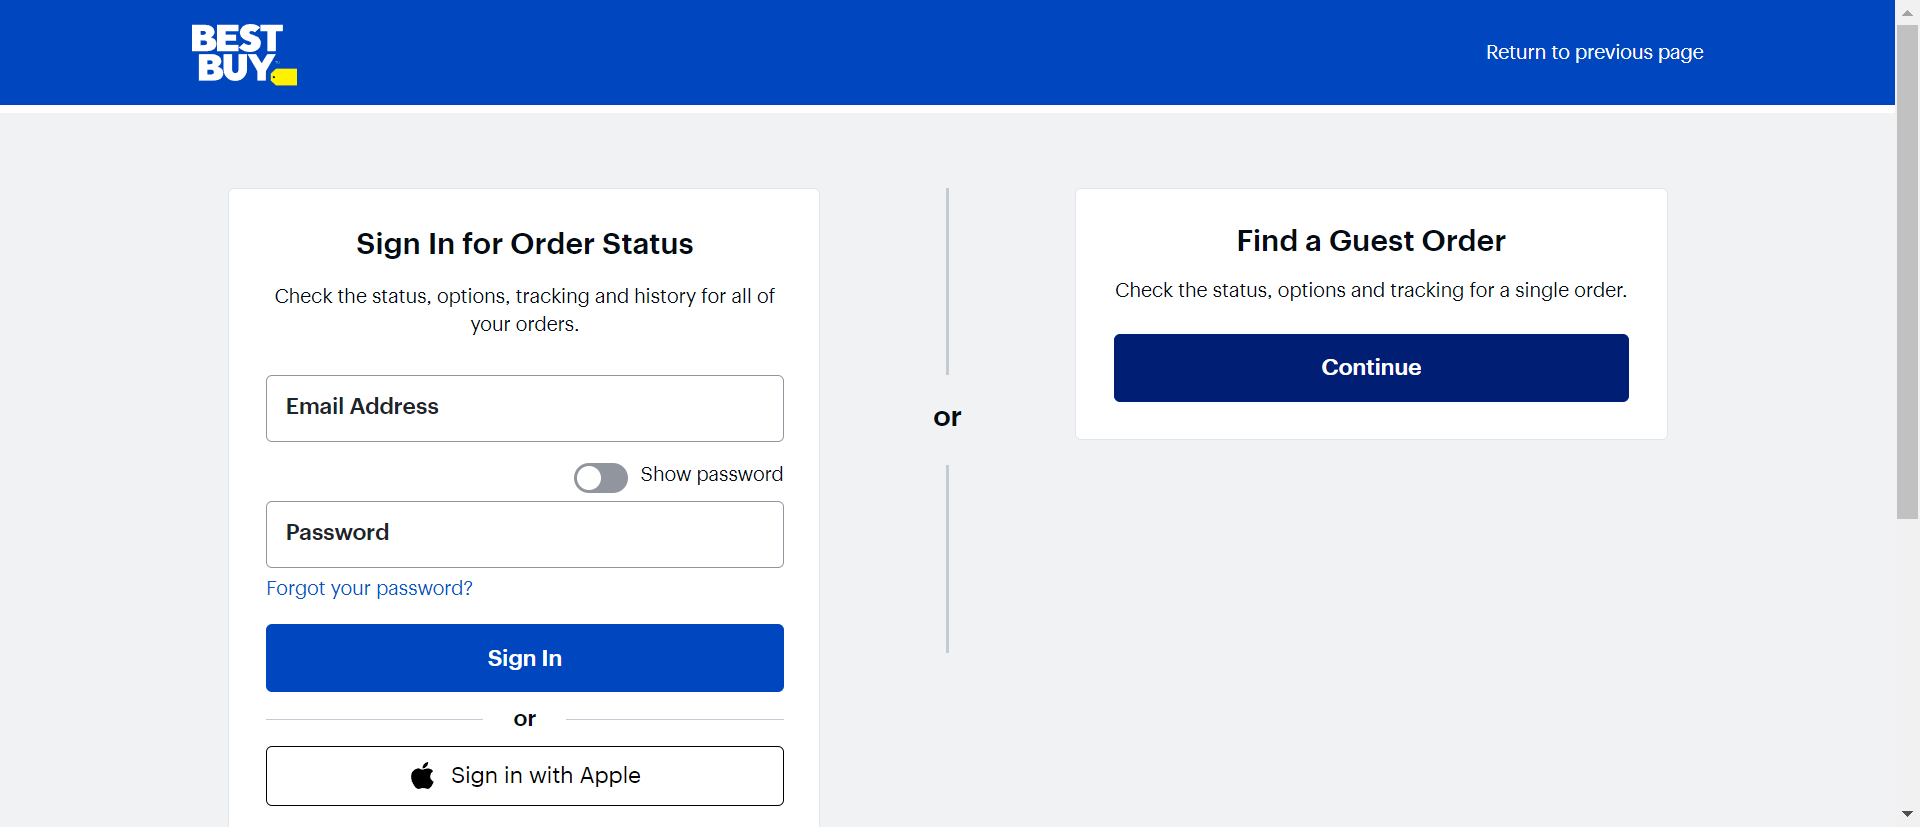 BEST
BUY
Return to previous page
Sign In for Order Status
Check the status, options, tracking and history for all of
your orders.
Email Address
Show password
Password
Forgot your password?
Sign In
or
Sign in with Apple
or
Find a Guest Order
Check the status, options and tracking for a single order.
Continue